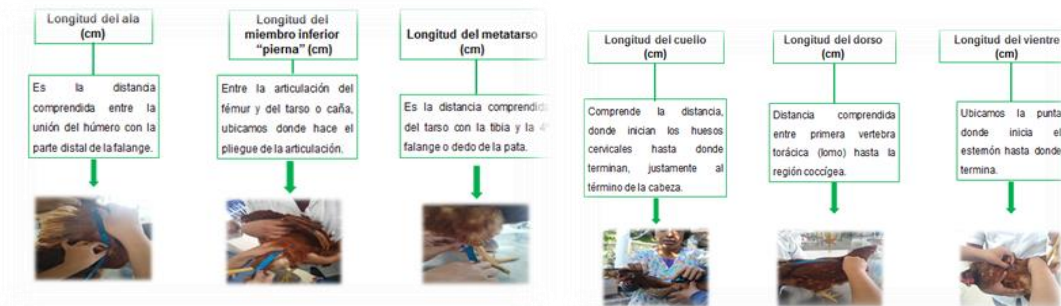 Longitud del ala
(cm)
Es la distancia
comprendida entre la
unión del húmero con la
parte distal de la falange.
Longitud del
miembro inferior
“pierna” (cm)
Entre la articulación del
fémur y del tarso o caña,
ubicamos donde hace el
pliegue de la articulación.
Longitud del metatarso
(cm)
Es la distancia comprendida
del tarso con la tibia y la 4ª
falange o dedo de la pata.
Longitud del cuello
(cm)
Comprende la distancia,
donde inician los huesos
cervicales hasta donde
terminan, justamente al
término de la cabeza.
Longitud del dorso
(cm)
Distancia comprendida
entre primera vertebra
torácica (lomo) hasta la
región coccígea.
Longitud del vientre
(cm)
Ubicamos la punta
donde inicia el
esternón hasta donde
termina.